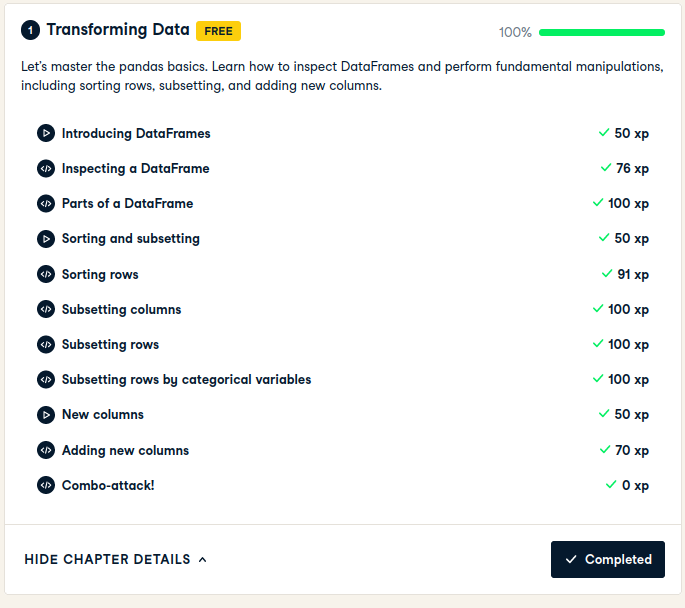 1 Transforming Data FREE 100%
Let's master the pandas basics. Learn how to inspect DataFrames and perform fundamental manipulations,
including sorting rows, subsetting, and adding new columns.
Introducing DataFrames 50 xp
Inspecting a DataFrame 76 xp
Parts of a DataFrame 100 xp
Sorting and subsetting 50 xp
Sorting rows 91 xp
Subsetting columns 100 xp
Subsetting rows 100 xp
Subsetting rows by categorical variables 100 xp
New columns 50 xp
Adding new columns 70 xp
Combo-attack! 0 xp
HIDE CHAPTER DETAILS Completed